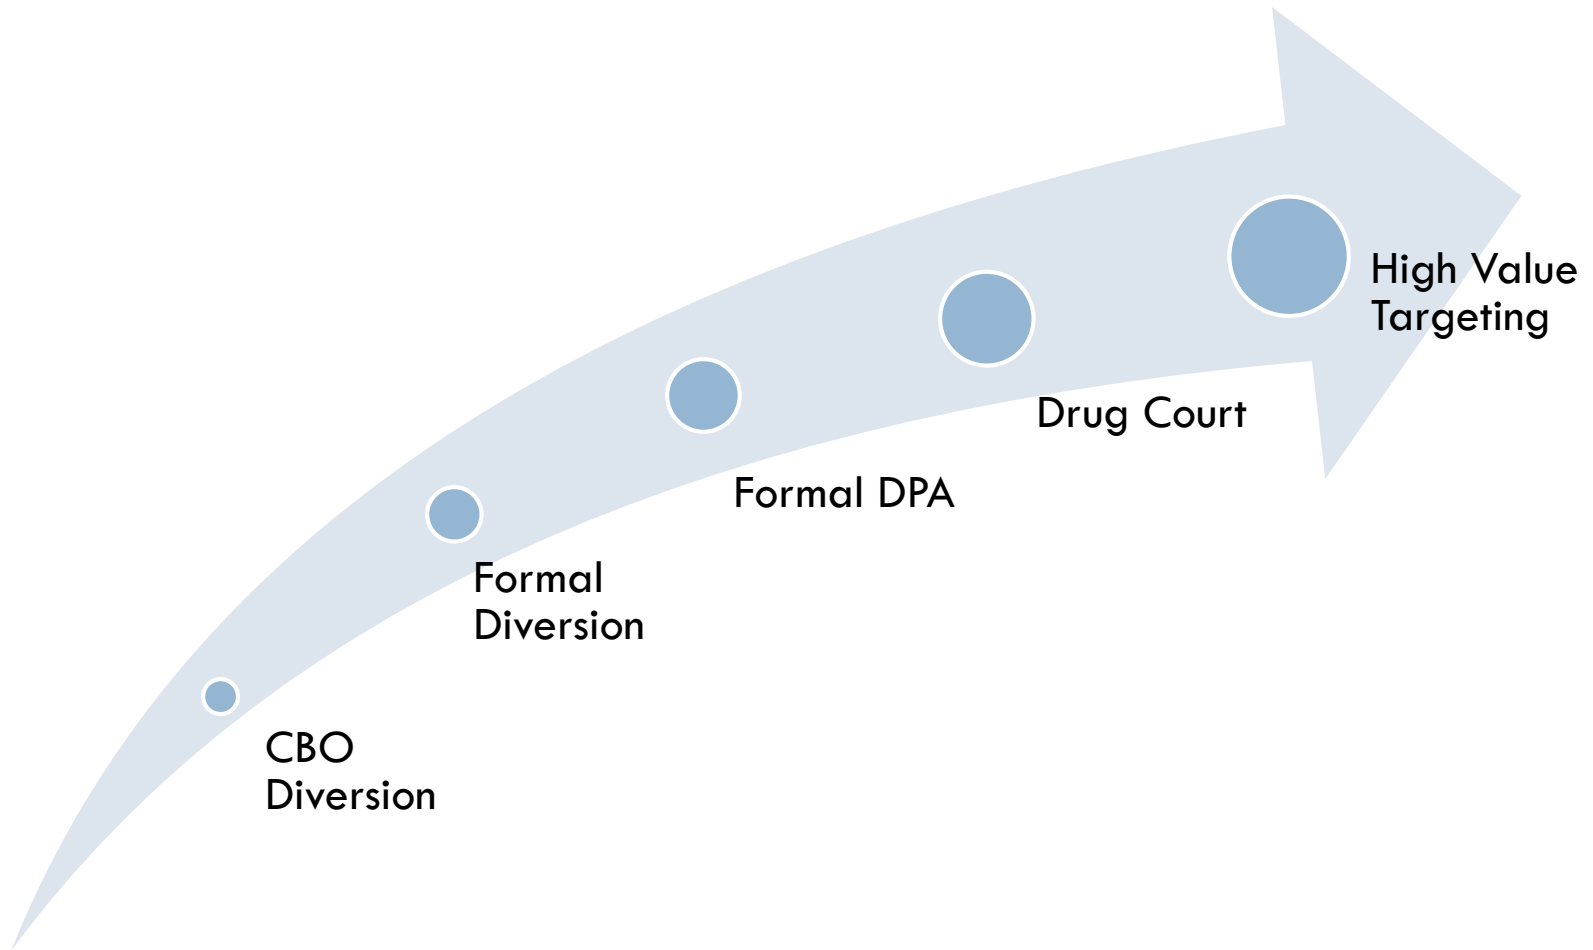 CBO
Diversion
Formal
Diversion
Formal DPA
Drug Court
High Value
Targeting